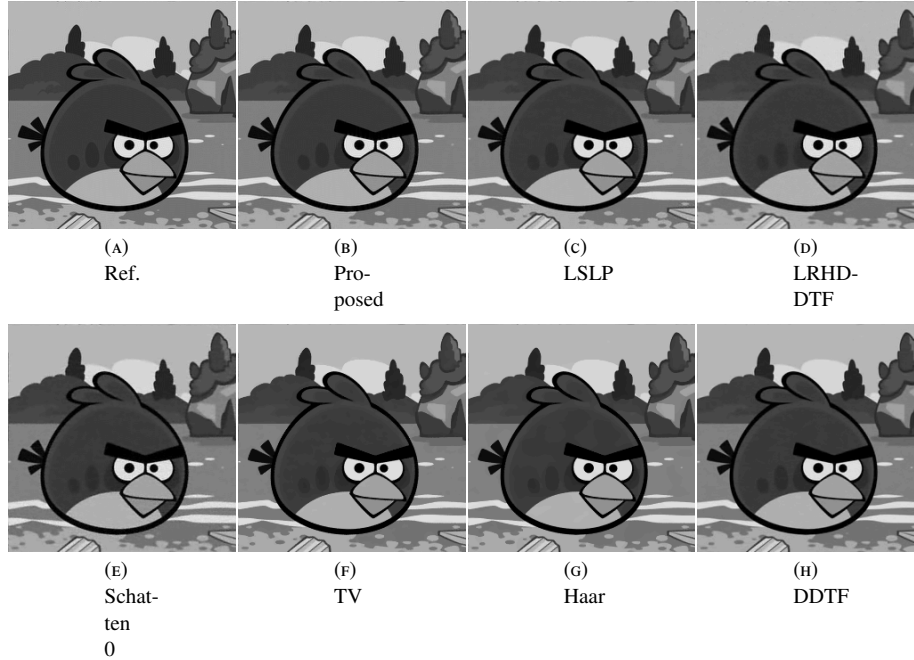 (A)
Ref.
(B)
Pro-
posed
(C)
LSLP
(D)
LRHD-
DTF
(E)
Schat-
ten
0
(F)
TV
(G)
Haar
(H)
DDTF